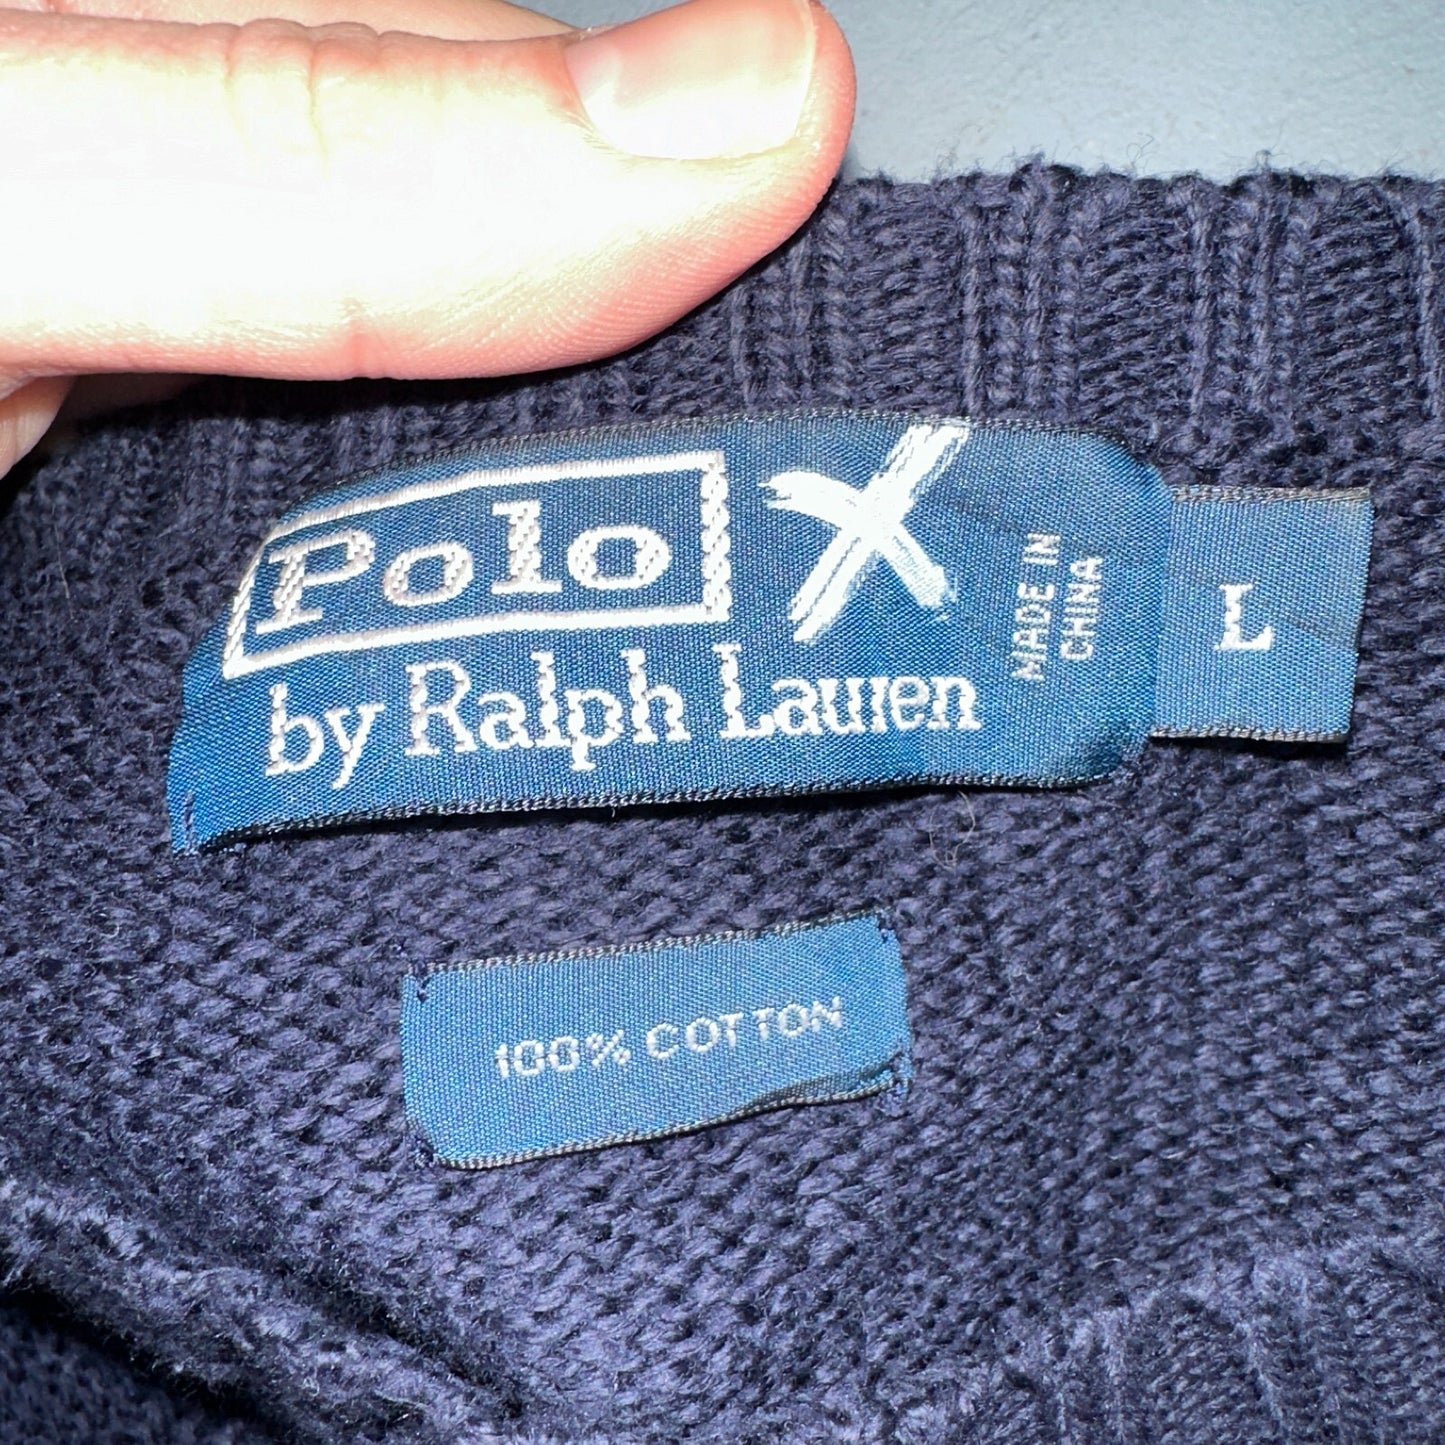 Polo X
by Ralph Lauren
MADE IN
CHINA
L
100% COTTON